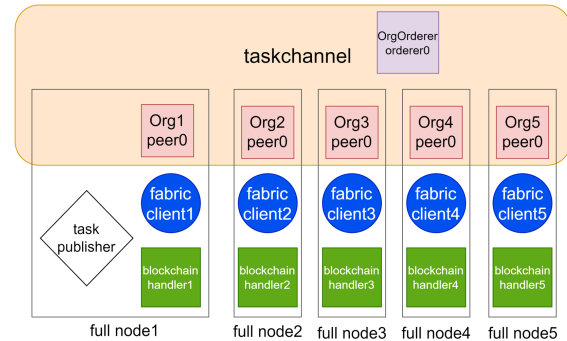 OrgOrderer
orderer0
taskchannel
Org1
peer0
Org2
peer0
Org3
peer0
Org4
peer0
Org5
peer0
fabric
client1
fabric
client2
fabric
client3
fabric
client4
fabric
client5
task
publisher
blockchain
handler1
blockchain
handler2
blockchain
handler3
blockchain
handler4
blockchain
handler5
full node1
full node2
full node3
full node4
full node5